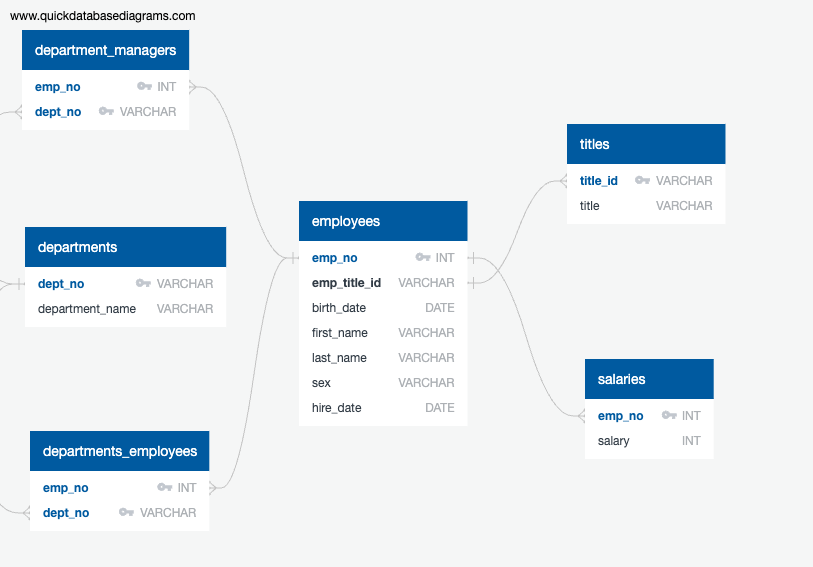 www.quickdatabasediagrams.com
department_managers
emp_no INT
dept_no VARCHAR
departments
dept_no VARCHAR
department_name VARCHAR
departments_employees
emp_no INT
dept_no VARCHAR
employees
emp_no INT
emp_title_id VARCHAR
birth_date DATE
first_name VARCHAR
last_name VARCHAR
sex VARCHAR
hire_date DATE
titles
title_id VARCHAR
title VARCHAR
salaries
emp_no INT
salary INT